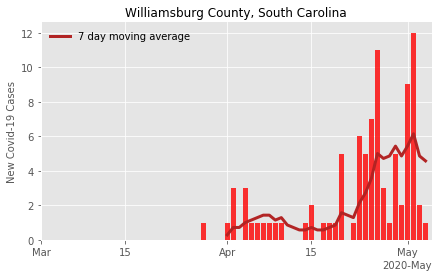 Williamsburg County, South Carolina
7 day moving average
New Covid-19 Cases
12
10
8
6
4
2
0
Mar
15
Apr
15
May
2020-May